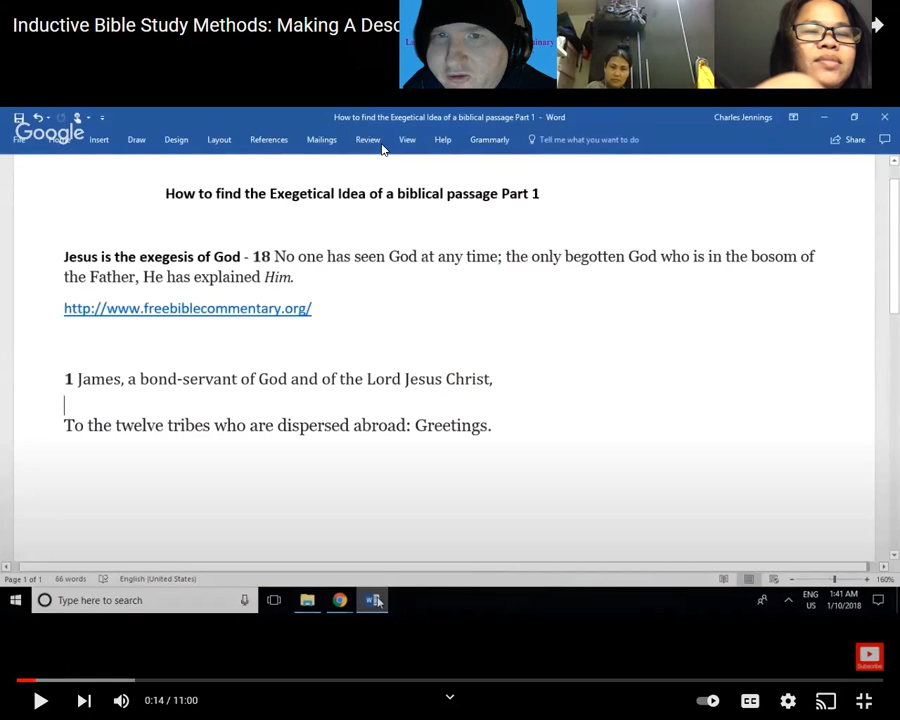 Inductive Bible Study Methods: Making A Desc
Google
How to find the Exegetical Idea of a biblical passage Part 1 - Word
Charles Jennings
File
Insert
Draw
Design
Layout
References
Mailings
Review
View
Help
Grammarly
Tell me what you want to do
Share
How to find the Exegetical Idea of a biblical passage Part 1
Jesus is the exegesis of God - 18 No one has seen God at any time; the only begotten God who is in the bosom of
the Father, He has explained Him.
http://www.freebiblecommentary.org/
1 James, a bond-servant of God and of the Lord Jesus Christ,
To the twelve tribes who are dispersed abroad: Greetings.
Page 1 of 1
66 words
English (United States)
160%
Type here to search
ENG
US
1:41 AM
1/10/2018
Subscribe
0:14 / 11:00
CC